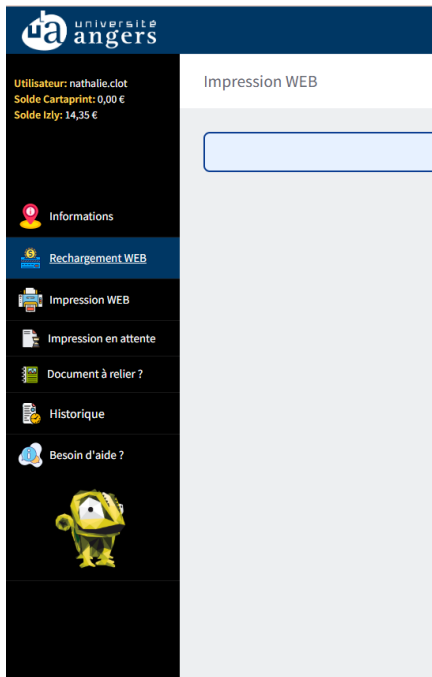 université
angers
Utilisateur: nathalie.clot
Solde Cartaprint: 0,00 €
Solde Izly: 14,35 €
Impression WEB
Informations
Rechargement WEB
Impression WEB
Impression en attente
Document à relier ?
Historique
Besoin d'aide ?